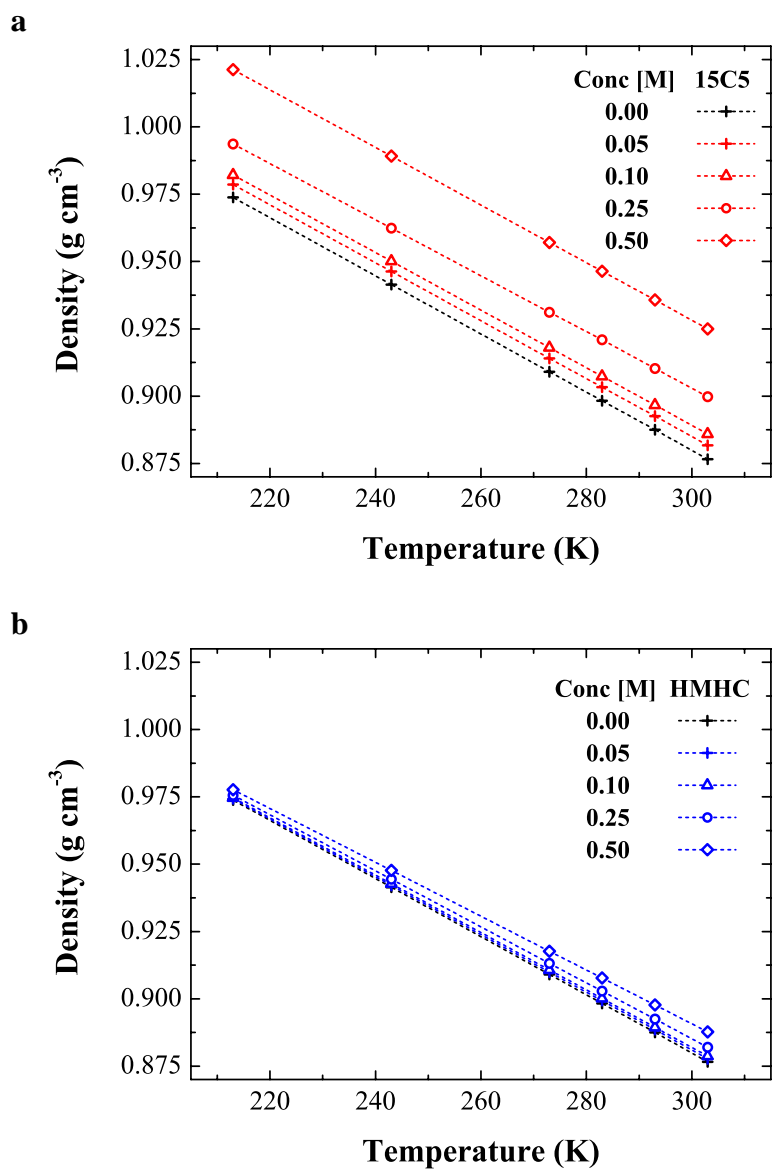 a
Conc [M] 15C5
0.00
0.05
0.10
0.25
0.50
1.025
1.000
0.975
0.950
0.925
0.900
0.875
Density (g cm-3)
220 240 260 280 300
Temperature (K)
b
Conc [M] HMHC
0.00
0.05
0.10
0.25
0.50
1.025
1.000
0.975
0.950
0.925
0.900
0.875
Density (g cm-3)
220 240 260 280 300
Temperature (K)